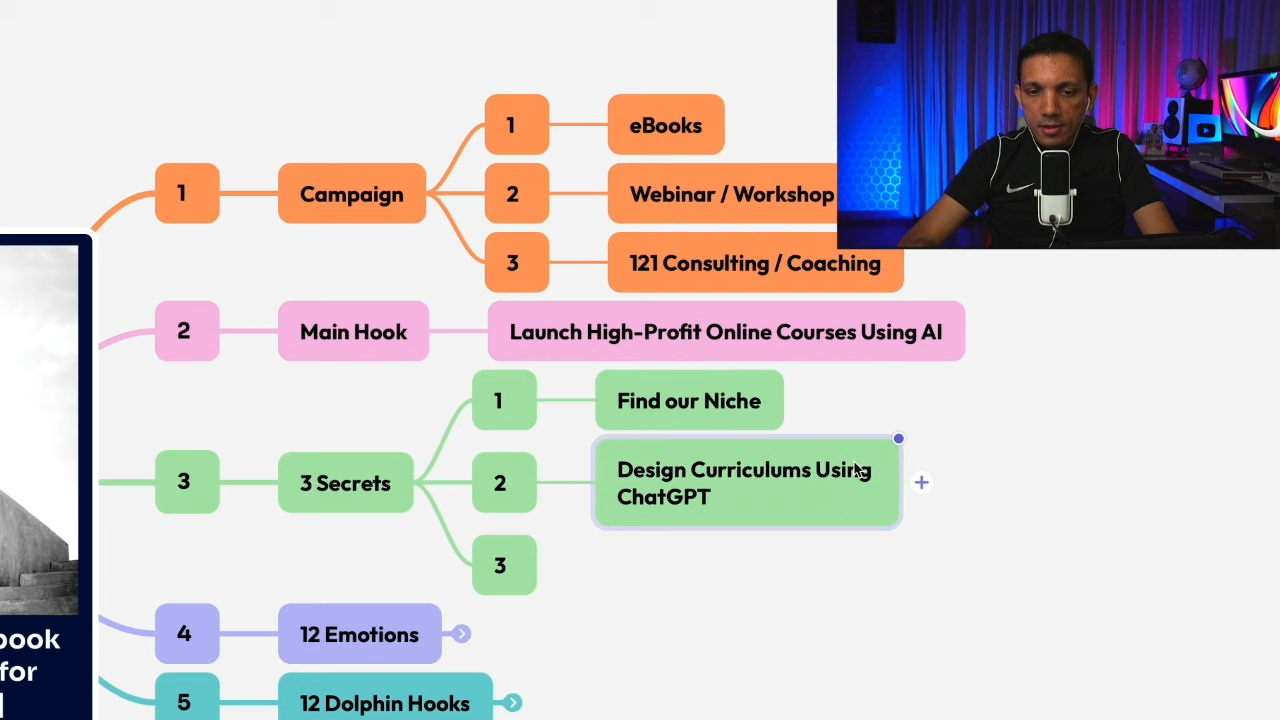 1
eBooks
1
Campaign
2
Webinar / Workshop
3
121 Consulting / Coaching
2
Main Hook
Launch High-Profit Online Courses Using AI
1
Find our Niche
3
3 Secrets
2
Design Curriculums Using
ChatGPT
3
4
12 Emotions
5
12 Dolphin Hooks
book
for